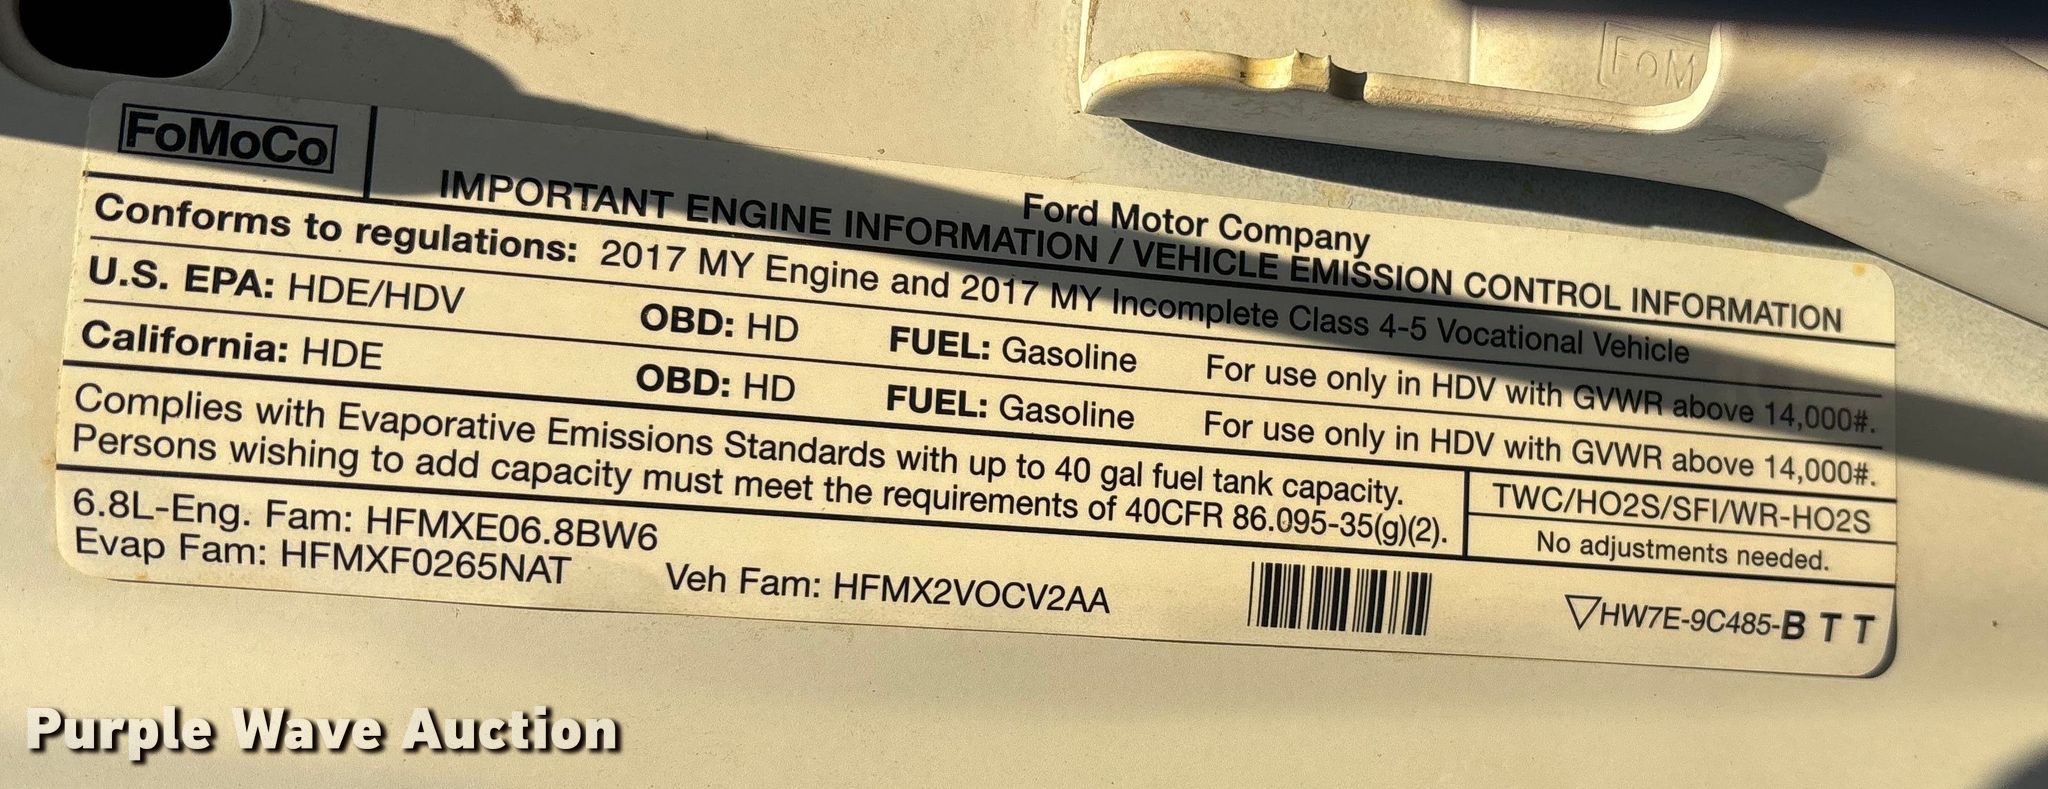 FoM
FoMoCo
Ford Motor Company
IMPORTANT ENGINE INFORMATION / VEHICLE EMISSION CONTROL INFORMATION
Conforms to regulations: 2017 MY Engine and 2017 MY Incomplete Class 4-5 Vocational Vehicle
U.S. EPA: HDE/HDV OBD: HD FUEL: Gasoline For use only in HDV with GVWR above 14,000#.
California: HDE OBD: HD FUEL: Gasoline For use only in HDV with GVWR above 14,000#.
Complies with Evaporative Emissions Standards with up to 40 gal fuel tank capacity.
Persons wishing to add capacity must meet the requirements of 40CFR 86.095-35(g)(2).
TWC/HO2S/SFI/WR-HO2S
No adjustments needed.
6.8L-Eng. Fam: HFMXE06.8BW6
Evap Fam: HFMXF0265NAT
Veh Fam: HFMX2VOCV2AA
▽HW7E-9C485-B T T
Purple Wave Auction